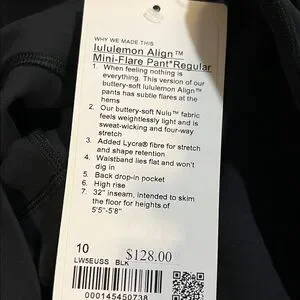 WHY WE MADE THIS
lululemon Align™
Mini-Flare Pant*Regular
1. When feeling nothing is
everything. This version of our
buttery-soft lululemon Align™
pants has subtle flares at the
hems
2. Our buttery-soft Nulu™ fabric
feels weightlessly light and is
sweat-wicking and four-way
stretch
3. Added Lycra® fibre for stretch
and shape retention
4. Waistband lies flat and won't
dig in
5. Back drop-in pocket
6. High rise
7. 32" inseam, intended to skim
the floor for heights of
5'5"-5'8"
10 $128.00
LW5EUSS BLK
000145450738